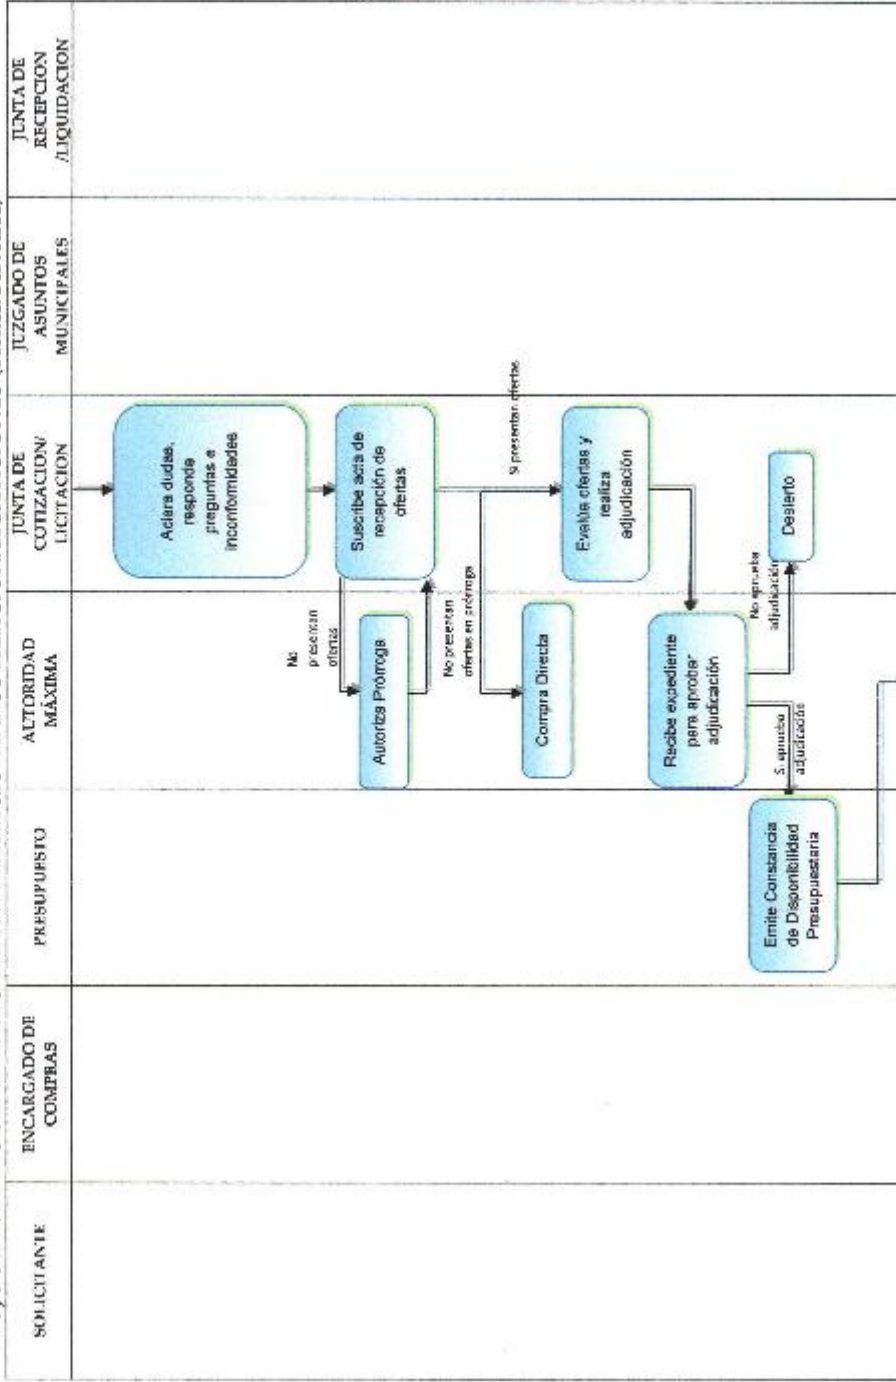 SOLICITANTE
ENCARGADO DE
COMPRAS
PRESUPUESTO
AUTORIDAD
MÁXIMA
JUNTA DE
COTIZACION/
LICITACION
JUZGADO DE
ASUNTOS
MUNICIPALES
JUNTA DE
RECEPCION
/LIQUIDACION
Aclara dudas,
responde
preguntas e
inconformidades
Suscribe acta de
recepción de
ofertas
No
presentan
ofertas
Autoriza Prórroga
No presentan
ofertas en prórroga
Si presentan ofertas
Compra Directa
Evalúa ofertas y
realiza
adjudicación
Recibe expediente
para aprobar
adjudicación
No aprueba
adjudicación
Desierto
Si aprueba
adjudicación
Emite Constancia
de Disponibilidad
Presupuestaria